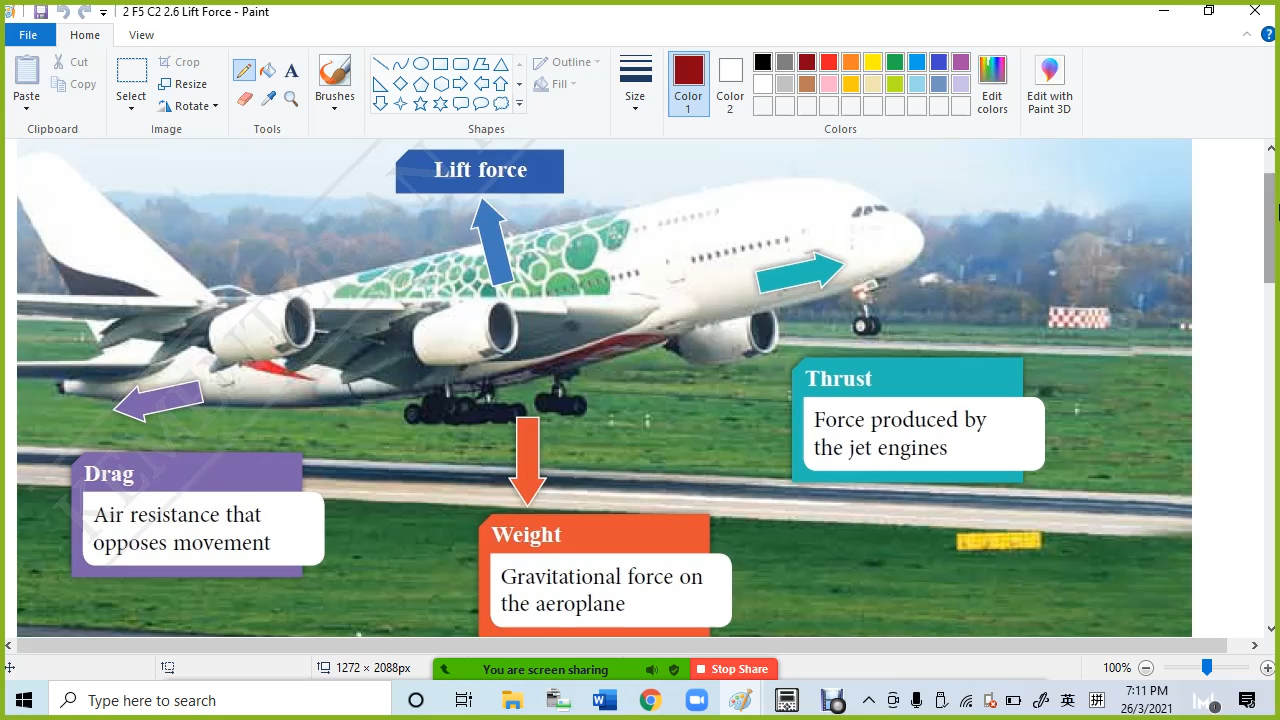 2 F5 C2 2.6 Lift Force - Paint
File
Home
View
Paste
Cut
Copy
Clipboard
Select
Crop
Resize
Rotate
Image
A
Tools
Brushes
Outline
Fill
Shapes
Size
Color
1
Color
2
Edit
colors
Colors
Edit with
Paint 3D
Lift force
Thrust
Force produced by
the jet engines
Drag
Air resistance that
opposes movement
Weight
Gravitational force on
the aeroplane
1272 × 2088px
You are screen sharing
Stop Share
100%
Type here to search
英
拼
7:11 PM
26/3/2021